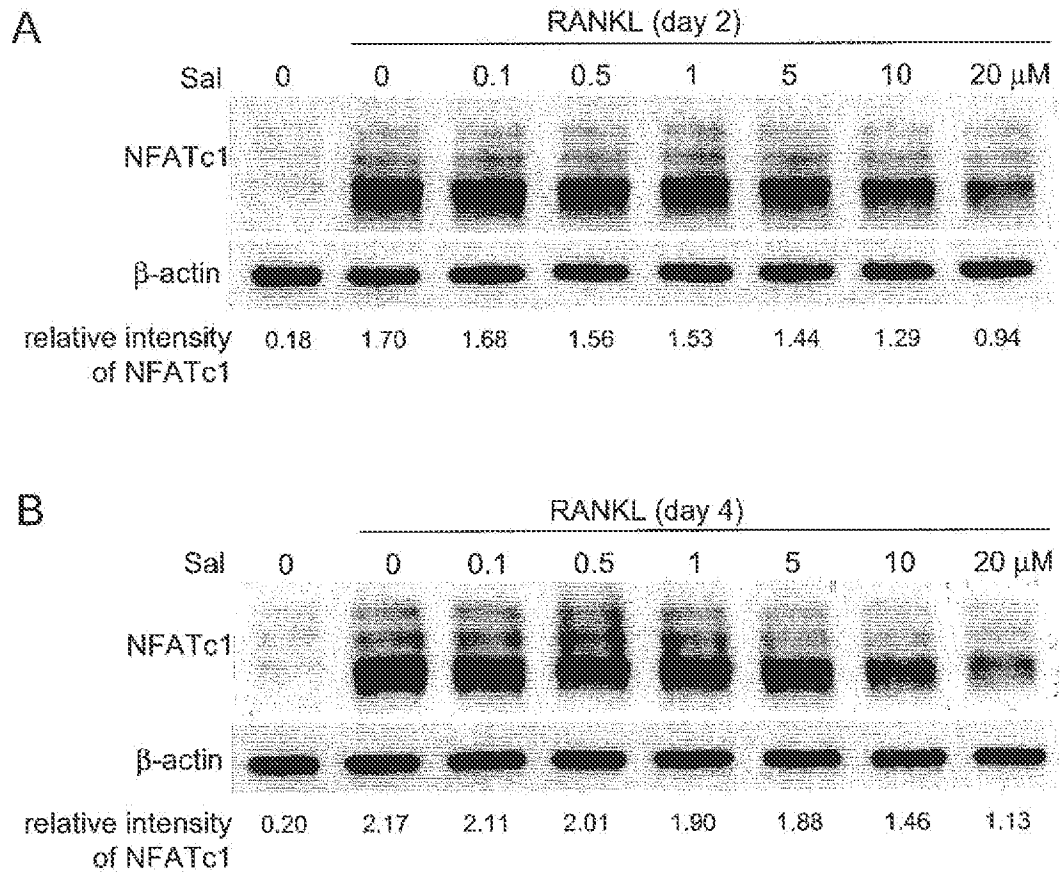 A
RANKL (day 2)
Sal 0 0 0.1 0.5 1 5 10 20 μM
NFATc1
β-actin
relative intensity 0.18 1.70 1.68 1.56 1.53 1.44 1.29 0.94
of NFATc1
B
RANKL (day 4)
Sal 0 0 0.1 0.5 1 5 10 20 μM
NFATc1
β-actin
relative intensity 0.20 2.17 2.11 2.01 1.90 1.88 1.46 1.13
of NFATc1